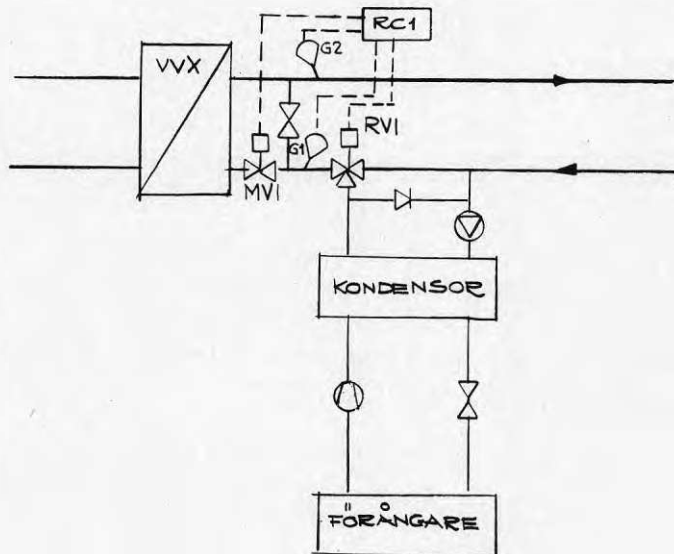 RC1
G2
VVX
RV1
G1
MV1
KONDENSOR
FÖRÅNGARE